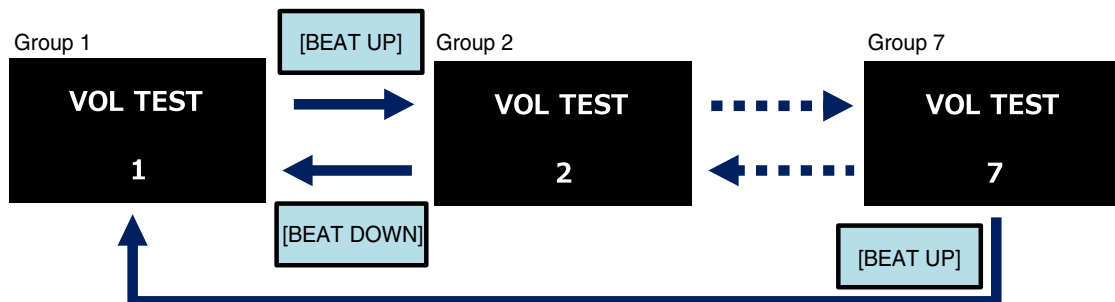 Group 1
[BEAT UP]
Group 2
Group 7
VOL TEST
1
VOL TEST
2
VOL TEST
7
[BEAT DOWN]
[BEAT UP]